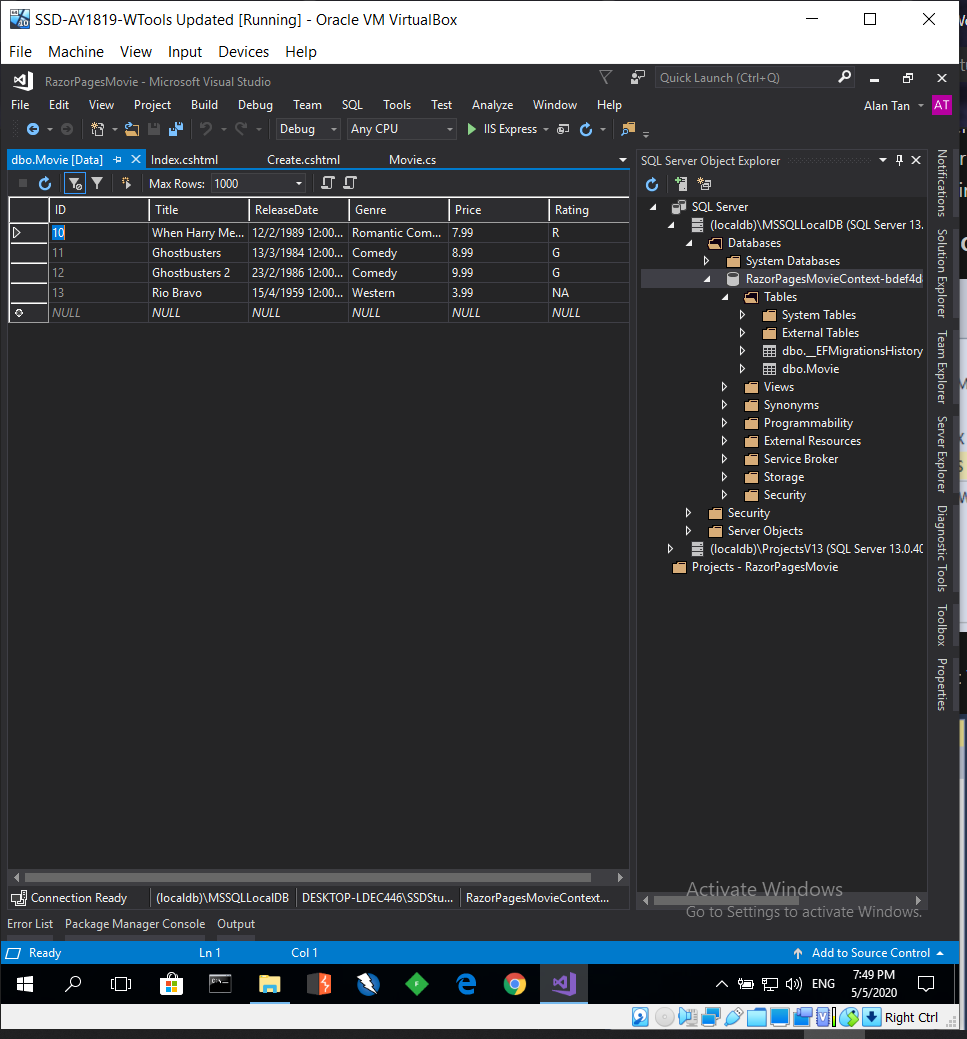 SSD-AY1819-WTools Updated [Running] - Oracle VM VirtualBox
File Machine View Input Devices Help
RazorPagesMovie - Microsoft Visual Studio
Quick Launch (Ctrl+Q)
File Edit View Project Build Debug Team SQL Tools Test Analyze Window Help
Alan Tan AT
Debug Any CPU IIS Express
dbo.Movie [Data] Index.cshtml Create.cshtml Movie.cs
Max Rows: 1000
ID Title ReleaseDate Genre Price Rating
10 When Harry Me... 12/2/1989 12:00... Romantic Com... 7.99 R
11 Ghostbusters 13/3/1984 12:00... Comedy 8.99 G
12 Ghostbusters 2 23/2/1986 12:00... Comedy 9.99 G
13 Rio Bravo 15/4/1959 12:00... Western 3.99 NA
NULL NULL NULL NULL NULL NULL
SQL Server Object Explorer
SQL Server
(localdb)\MSSQLLocalDB (SQL Server 13.
Databases
System Databases
RazorPagesMovieContext-bdef4d
Tables
System Tables
External Tables
dbo.__EFMigrationsHistory
dbo.Movie
Views
Synonyms
Programmability
External Resources
Service Broker
Storage
Security
Security
Server Objects
(localdb)\ProjectsV13 (SQL Server 13.0.40
Projects - RazorPagesMovie
Notifications
Solution Explorer
Team Explorer
Server Explorer
Diagnostic Tools
Toolbox
Properties
Connection Ready (localdb)\MSSQLLocalDB DESKTOP-LDEC446\SSDStu... RazorPagesMovieContext...
Activate Windows
Go to Settings to activate Windows.
Error List Package Manager Console Output
Ready Ln 1 Col 1 Add to Source Control
ENG
7:49 PM
5/5/2020
Right Ctrl